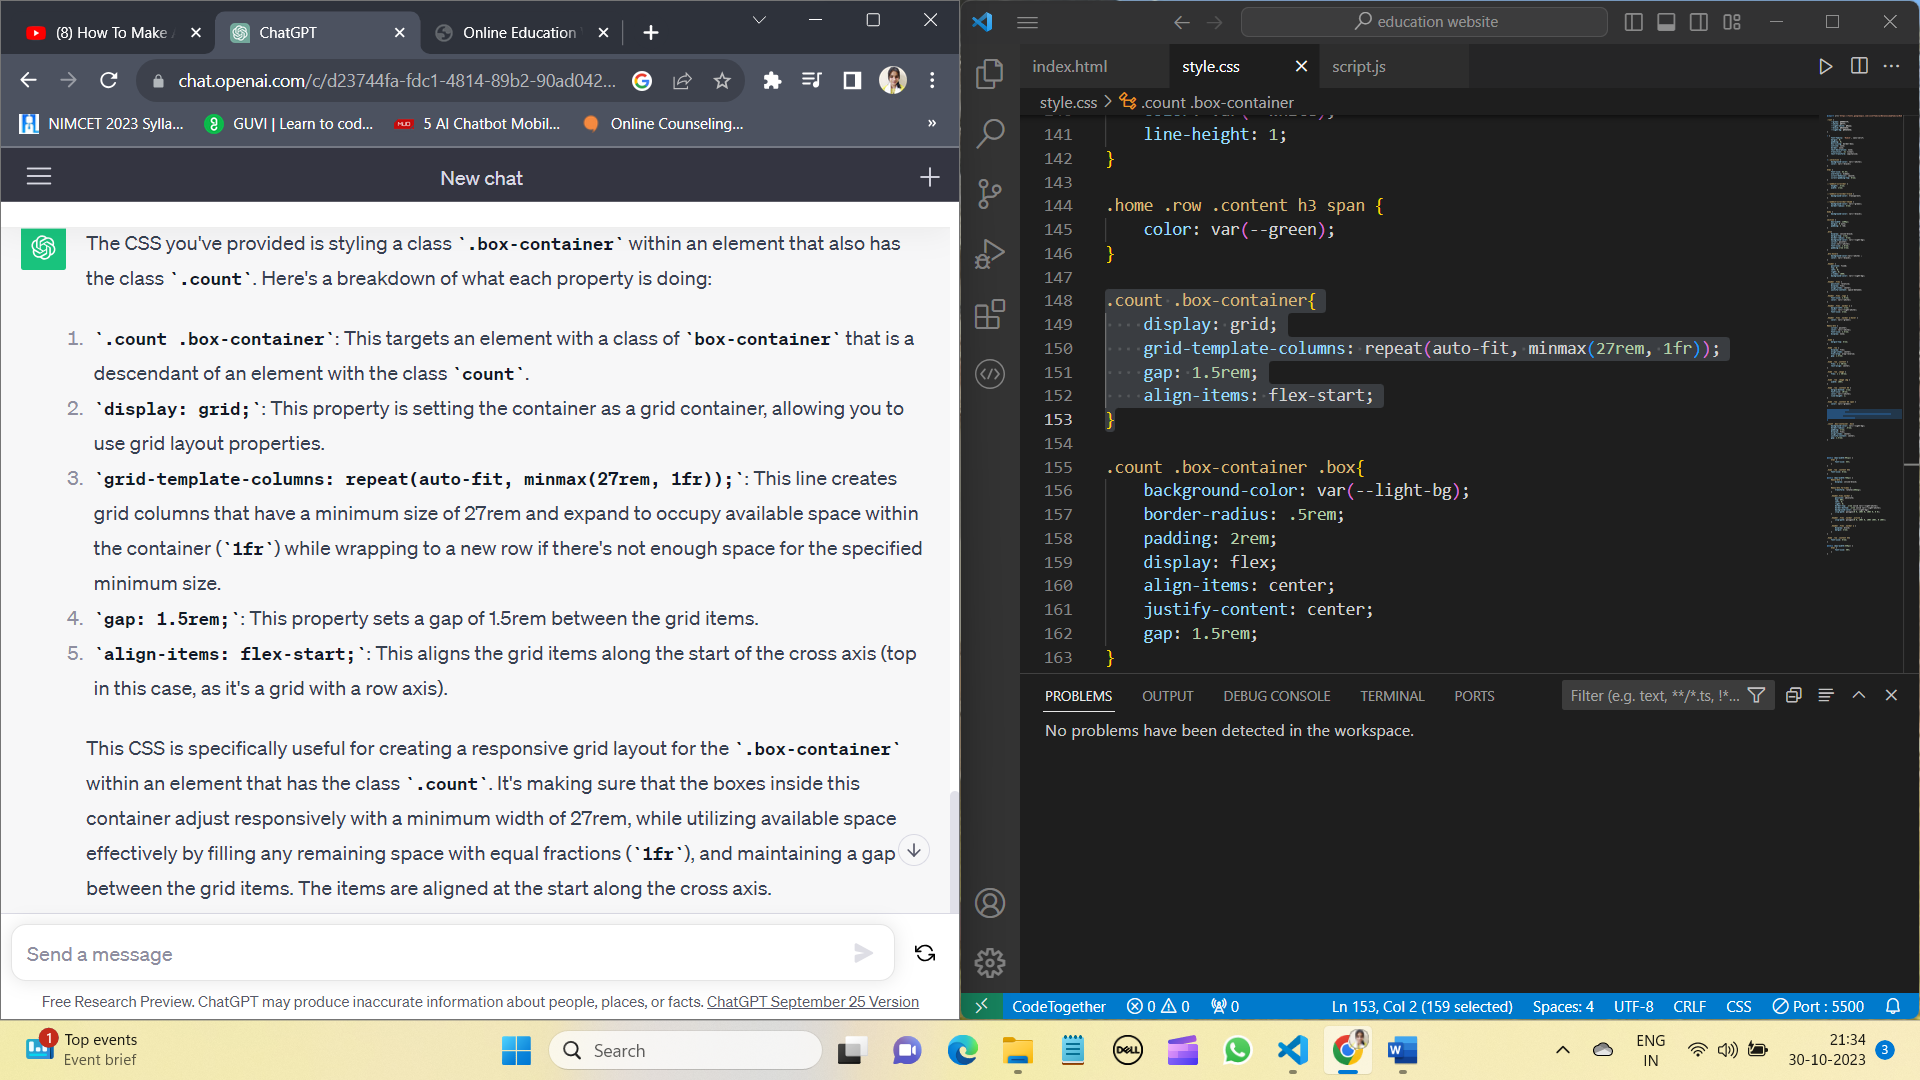 (8) How To Make
ChatGPT
Online Education
chat.openai.com/c/d23744fa-fdc1-4814-89b2-90ad042...
NIMCET 2023 Sylla...
GUVI | Learn to cod...
5 AI Chatbot Mobil...
Online Counseling...
»
New chat
The CSS you've provided is styling a class `.box-container` within an element that also has
the class `.count`. Here's a breakdown of what each property is doing:
1. `.count .box-container`: This targets an element with a class of `box-container` that is a
descendant of an element with the class `count`.
2. `display: grid;`: This property is setting the container as a grid container, allowing you to
use grid layout properties.
3. `grid-template-columns: repeat(auto-fit, minmax(27rem, 1fr));`: This line creates
grid columns that have a minimum size of 27rem and expand to occupy available space within
the container (`1fr`) while wrapping to a new row if there's not enough space for the specified
minimum size.
4. `gap: 1.5rem;`: This property sets a gap of 1.5rem between the grid items.
5. `align-items: flex-start;`: This aligns the grid items along the start of the cross axis (top
in this case, as it's a grid with a row axis).
This CSS is specifically useful for creating a responsive grid layout for the `.box-container`
within an element that has the class `.count`. It's making sure that the boxes inside this
container adjust responsively with a minimum width of 27rem, while utilizing available space
effectively by filling any remaining space with equal fractions (`1fr`), and maintaining a gap
between the grid items. The items are aligned at the start along the cross axis.
Send a message
Free Research Preview. ChatGPT may produce inaccurate information about people, places, or facts. ChatGPT September 25 Version
education website
index.html
style.css
script.js
style.css > .count .box-container
141 line-height: 1;
142 }
143
144 .home .row .content h3 span {
145 color: var(--green);
146 }
147
148 .count .box-container{
149 display: grid;
150 grid-template-columns: repeat(auto-fit, minmax(27rem, 1fr));
151 gap: 1.5rem;
152 align-items: flex-start;
153 }
154
155 .count .box-container .box{
156 background-color: var(--light-bg);
157 border-radius: .5rem;
158 padding: 2rem;
159 display: flex;
160 align-items: center;
161 justify-content: center;
162 gap: 1.5rem;
163 }
PROBLEMS
OUTPUT
DEBUG CONSOLE
TERMINAL
PORTS
Filter (e.g. text, **/*.ts, !*...
No problems have been detected in the workspace.
CodeTogether
0
0
0
Ln 153, Col 2 (159 selected)
Spaces: 4
UTF-8
CRLF
CSS
Port : 5500
1
Top events
Event brief
Search
DELL
ENG
IN
21:34
30-10-2023
3